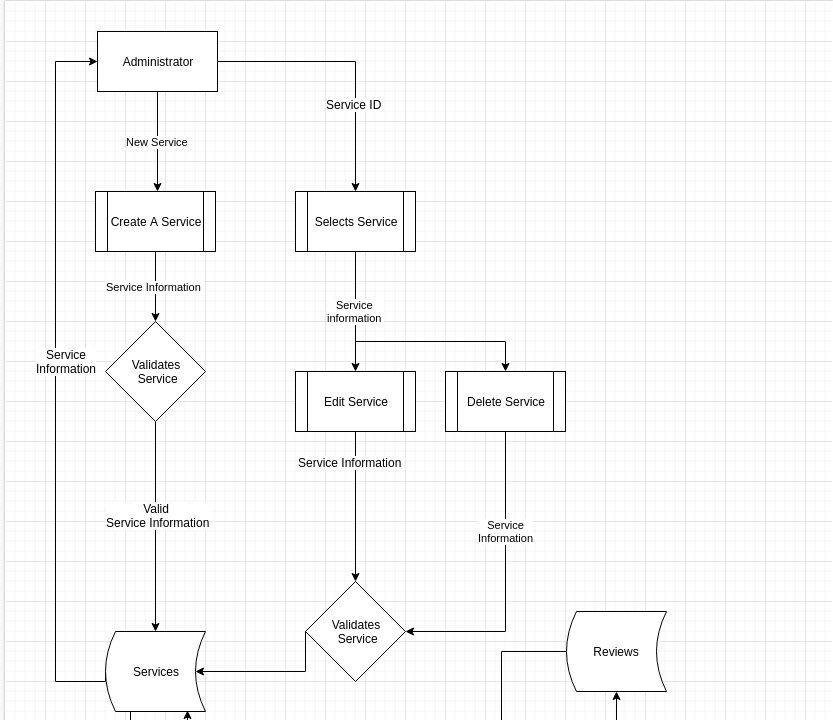 Administrator
Service ID
New Service
Create A Service
Selects Service
Service Information
Service
information
Service
Information
Validates
Service
Edit Service
Delete Service
Service Information
Valid
Service Information
Service
Information
Validates
Service
Services
Reviews